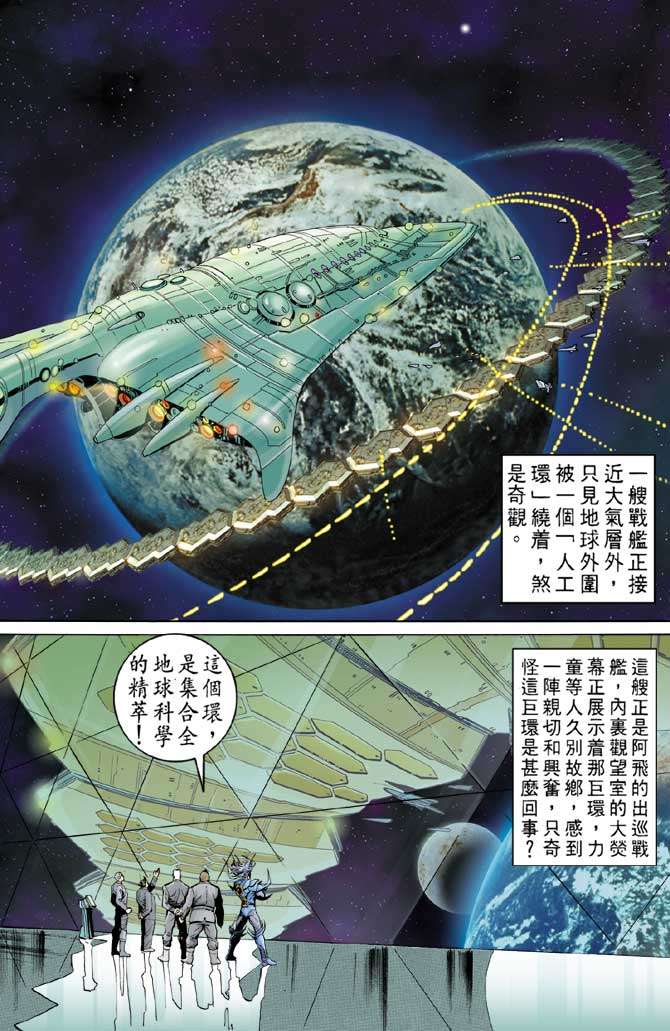 一艘戰艦正接
近大氣層外，
只見地球外圍
被一個「人工
環」繞着，煞
是奇觀。
這艘正是阿飛的出巡戰
艦，內裏觀望室的大熒
幕正展示着那巨環，力
童等人久別故鄉，感到
一陣親切和興奮，只奇
怪這巨環是甚麼回事？
這個環，
是集合全
地球科學
的精萃！